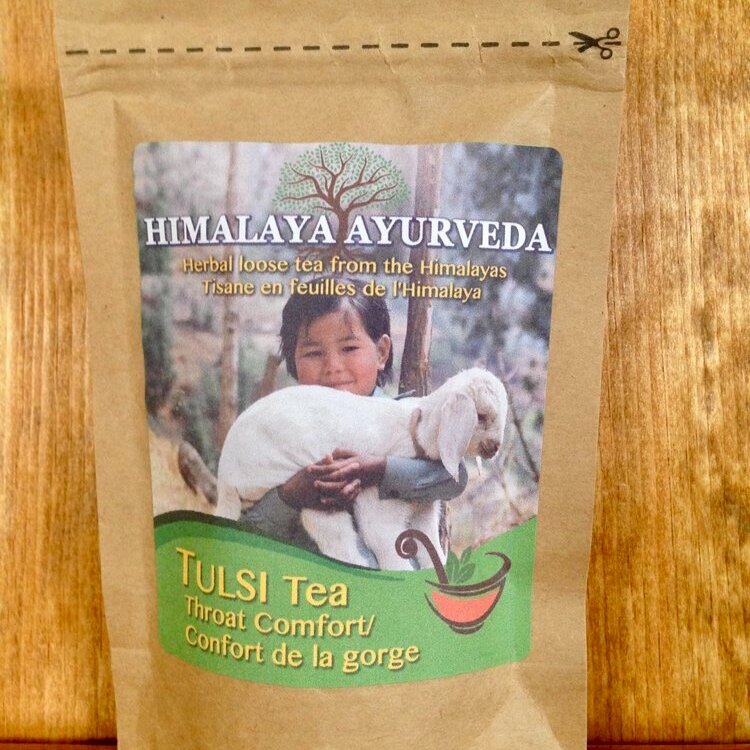 HIMALAYA AYURVEDA
Herbal loose tea from the Himalayas
Tisane en feuilles de l'Himalaya
TULSI Tea
Throat Comfort/
Confort de la gorge